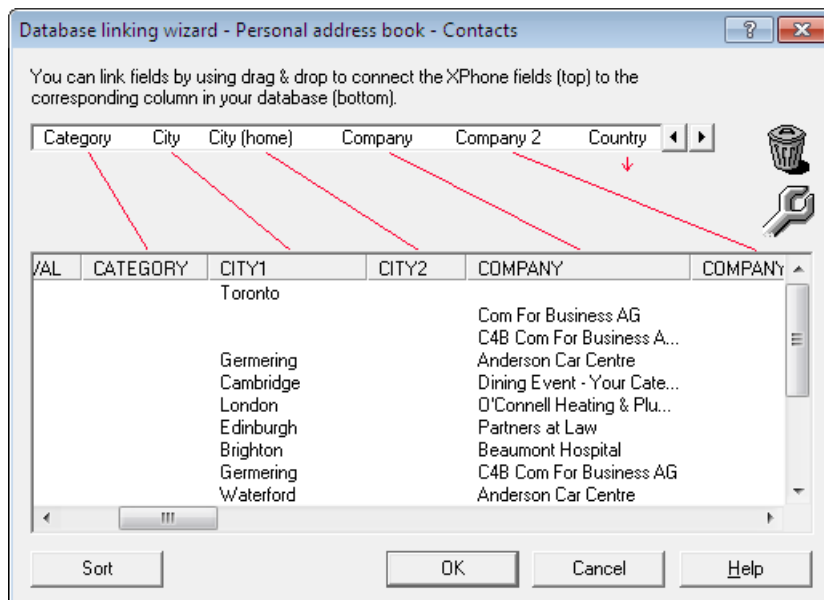 Database linking wizard - Personal address book - Contacts
You can link fields by using drag & drop to connect the XPhone fields (top) to the
corresponding column in your database (bottom).
Category City City (home) Company Company 2 Country
/AL CATEGORY CITY1 CITY2 COMPANY COMPANY
Toronto
Com For Business AG
C4B Com For Business A...
Germering Anderson Car Centre
Cambridge Dining Event - Your Cate...
London O'Connell Heating & Plu...
Edinburgh Partners at Law
Brighton Beaumont Hospital
Germering C4B Com For Business AG
Waterford Anderson Car Centre
Sort OK Cancel Help